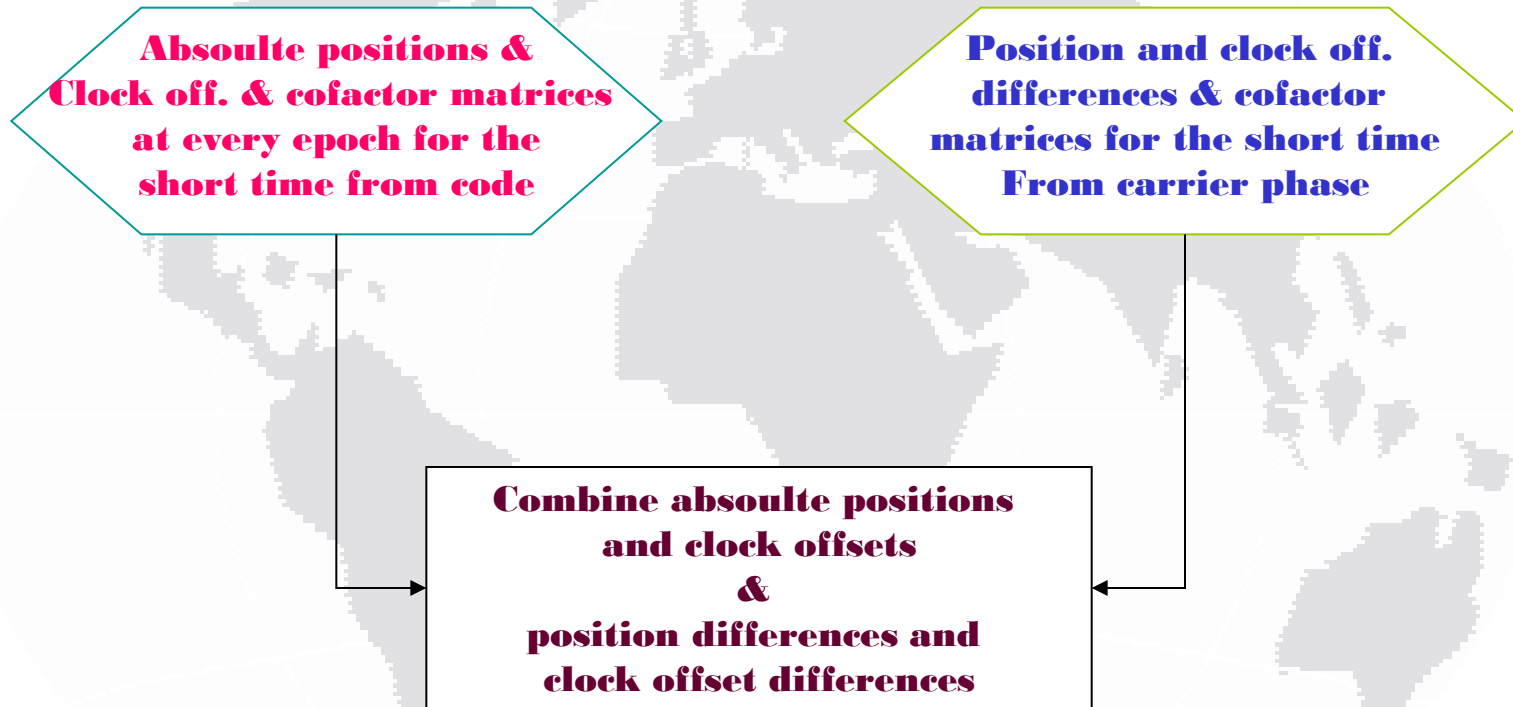 Absoulte positions &
Clock off. & cofactor matrices
at every epoch for the
short time from code
Position and clock off.
differences & cofactor
matrices for the short time
From carrier phase
Combine absoulte positions
and clock offsets
&
position differences and
clock offset differences